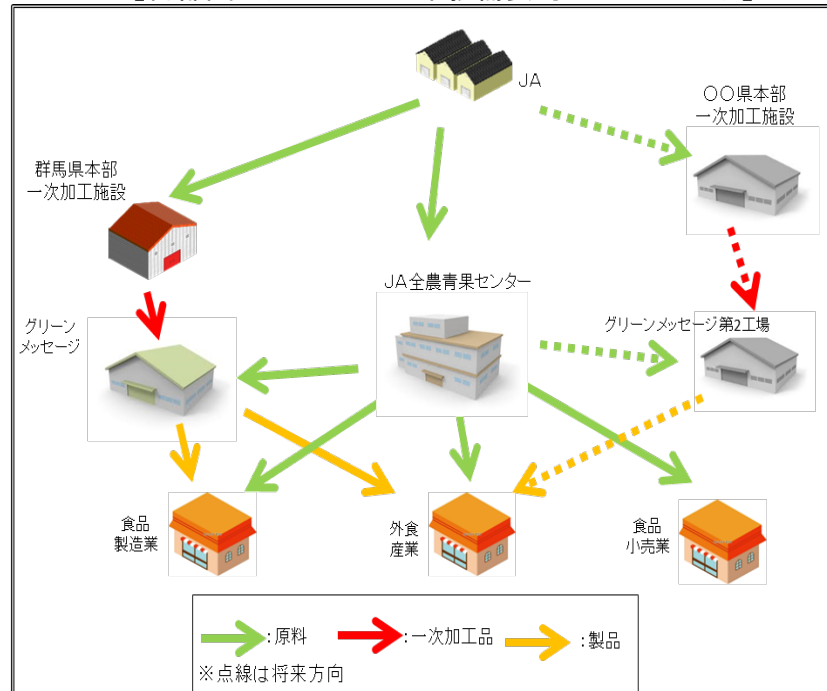 JA
〇〇県本部
一次加工施設
群馬県本部
一次加工施設
JA全農青果センター
グリーン
メッセージ
グリーンメッセージ第2工場
食品
製造業
外食
産業
食品
小売業
:原料
:一次加工品
:製品
※点線は将来方向